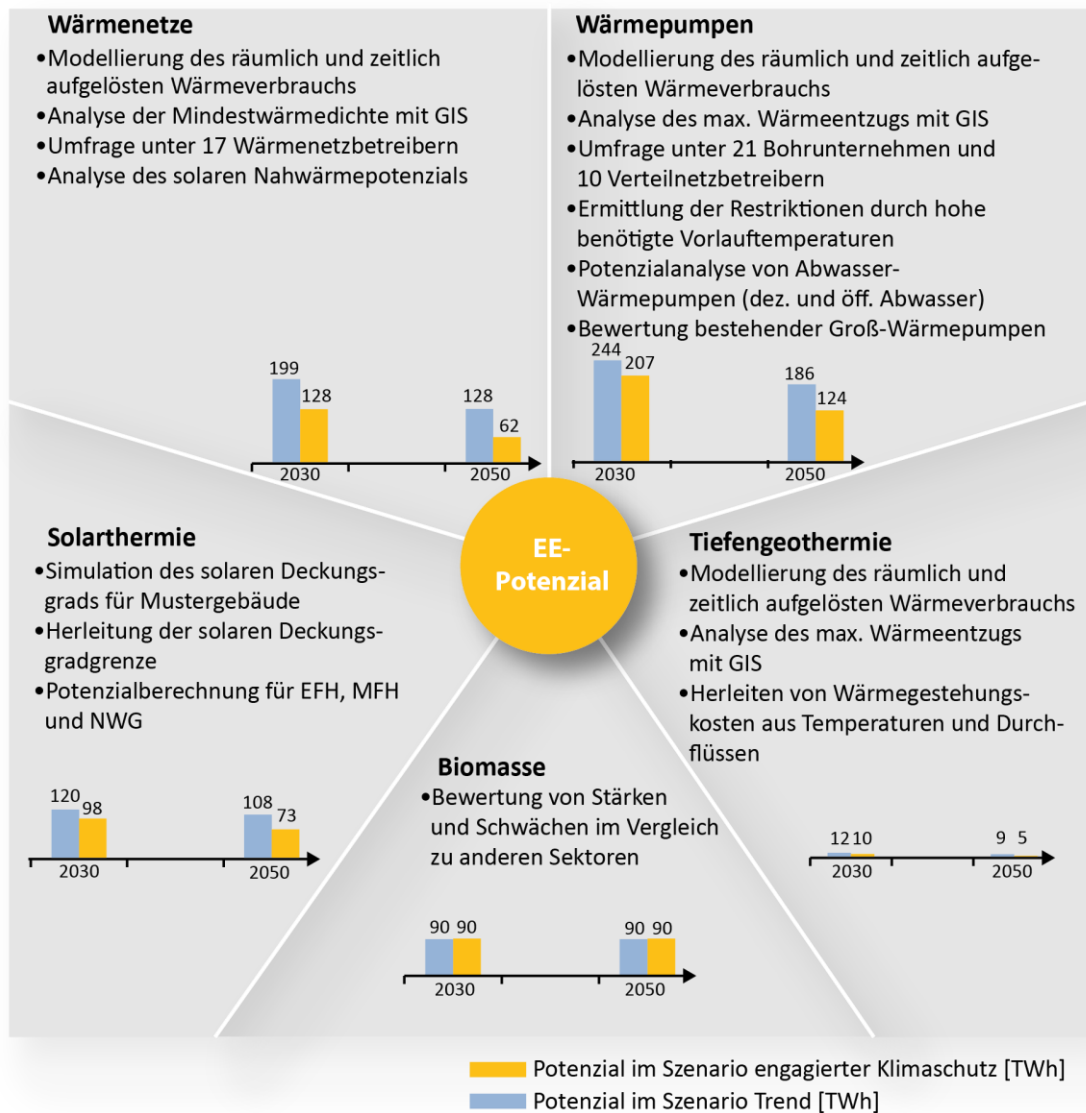 Wärmenetze
•Modellierung des räumlich und zeitlich
aufgelösten Wärmeverbrauchs
•Analyse der Mindestwärmedichte mit GIS
•Umfrage unter 17 Wärmenetzbetreibern
•Analyse des solaren Nahwärmepotenzials
199
128
128
62
2030
2050
Wärmepumpen
•Modellierung des räumlich und zeitlich aufge-
lösten Wärmeverbrauchs
•Analyse des max. Wärmeentzugs mit GIS
•Umfrage unter 21 Bohrunternehmen und
10 Verteilnetzbetreibern
•Ermittlung der Restriktionen durch hohe
benötigte Vorlauftemperaturen
•Potenzialanalyse von Abwasser-
Wärmepumpen (dez. und öff. Abwasser)
•Bewertung bestehender Groß-Wärmepumpen
244
207
186
124
2030
2050
EE-
Potenzial
Solarthermie
•Simulation des solaren Deckungs-
grads für Mustergebäude
•Herleitung der solaren Deckungs-
gradgrenze
•Potenzialberechnung für EFH, MFH
und NWG
120
98
108
73
2030
2050
Tiefengeothermie
•Modellierung des räumlich und
zeitlich aufgelösten Wärmeverbrauchs
•Analyse des max. Wärmeentzugs
mit GIS
•Herleiten von Wärmegestehungs-
kosten aus Temperaturen und Durch-
flüssen
12 10
9 5
2030
2050
Biomasse
•Bewertung von Stärken
und Schwächen im Vergleich
zu anderen Sektoren
90 90
90 90
2030
2050
Potenzial im Szenario engagierter Klimaschutz [TWh]
Potenzial im Szenario Trend [TWh]